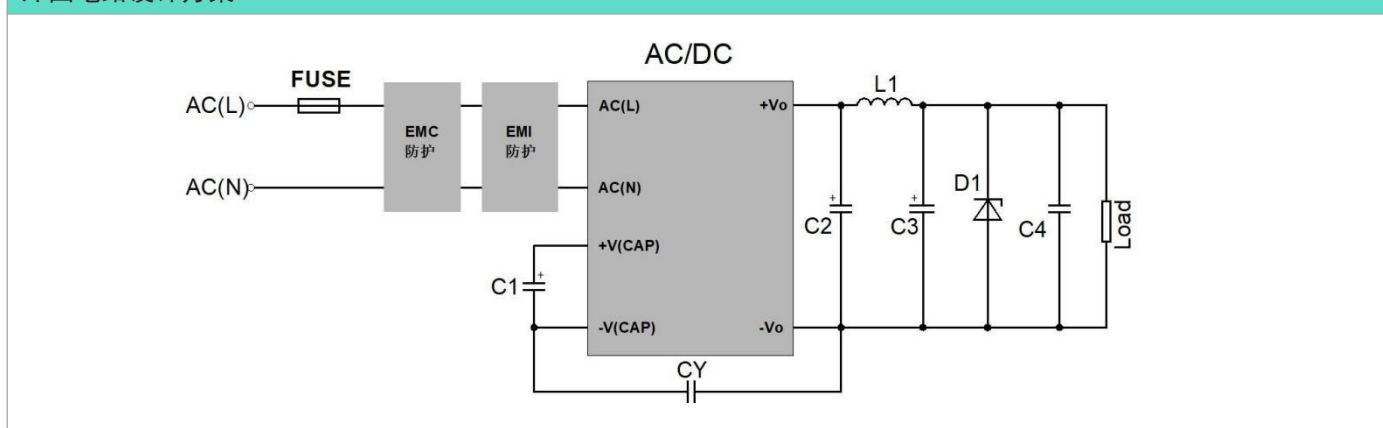 AC/DC
FUSE
L1
AC(L)
AC(L)
+Vo
EMC
防护
EMI
防护
AC(N)
AC(N)
D1
C2
C3
C4
Load
+V(CAP)
C1
-V(CAP)
-Vo
CY